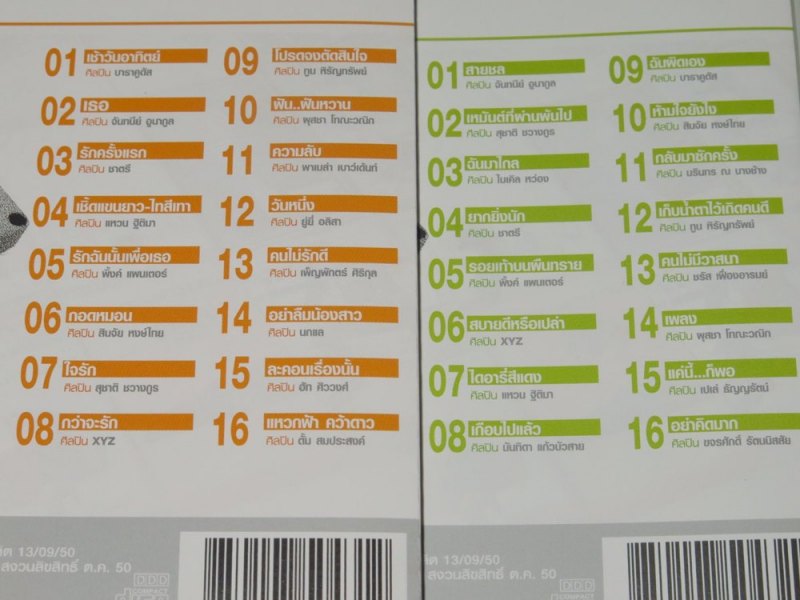 01 เช้าวันอาทิตย์
ศิลปิน บาราคูดัส
02 เธอ
ศิลปิน จันทนีย์ อูนากูล
03 รักครั้งแรก
ศิลปิน ชาตรี
04 เชิ้ตแขนยาว-ไทสีเทา
ศิลปิน แหวน ฐิติมา
05 รักฉันนั้นเพื่อเธอ
ศิลปิน พิ้งค์ แพนเตอร์
06 กอดหมอน
ศิลปิน สินจัย หงษ์ไทย
07 ใจรัก
ศิลปิน สุชาติ ชวางกูร
08 กว่าจะรัก
ศิลปิน XYZ
09 โปรดจงตัดสินใจ
ศิลปิน ภูน หิรัญทรัพย์
10 ฝัน..ฝันหวาน
ศิลปิน พุสชา โทณะวณิก
11 ความลับ
ศิลปิน พาเมล่า เบาว์เด้นท์
12 วันหนึ่ง
ศิลปิน ยู่ยี่ อลิสา
13 คนไม่รักดี
ศิลปิน เพ็ญพัทตร์ ศิริกุล
14 อย่าลืมน้องสาว
ศิลปิน นกแล
15 ละคอนเรื่องนั้น
ศิลปิน ฮัท ศิววงศ์
16 แหวกฟ้า คว้าดาว
ศิลปิน ตั้ม สมประสงค์
13/09/50
สงวนลิขสิทธิ์ ต.ค. 50
DDD
COMPACT
01 สายชล
ศิลปิน จันทนีย์ อูนากูล
02 เหมันต์ที่ผ่านพ้นไป
ศิลปิน สุชาติ ชวางกูร
03 ฉันมาไกล
ศิลปิน ไมเคิล หว่อง
04 ยากยิ่งนัก
ศิลปิน ชาตรี
05 รอยเท้าบนผืนทราย
ศิลปิน พิ้งค์ แพนเตอร์
06 สบายดีหรือเปล่า
ศิลปิน XYZ
07 ไดอารี่สีแดง
ศิลปิน แหวน ฐิติมา
08 เกือบไปแล้ว
ศิลปิน นันทิดา แก้วบัวสาย
09 ฉันผิดเอง
ศิลปิน บาราคูดัส
10 ห้ามใจยังไง
ศิลปิน สินจัย หงษ์ไทย
11 กลับมาซักครั้ง
ศิลปิน นรินทร ณ บางช้าง
12 เก็บน้ำตาไว้เถิดคนดี
ศิลปิน ภูน หิรัญทรัพย์
13 คนไม่มีวาสนา
ศิลปิน ชรัส เฟื่องอารมย์
14 เพลง
ศิลปิน พุสชา โทณะวณิก
15 แค่นี้...ก็พอ
ศิลปิน เปเล่ ธัญญรัตน์
16 อย่าคิดมาก
ศิลปิน ขจรศักดิ์ รัตนนิสสัย
13/09/50
สงวนลิขสิทธิ์ ต.ค. 50
DDD
COMPACT